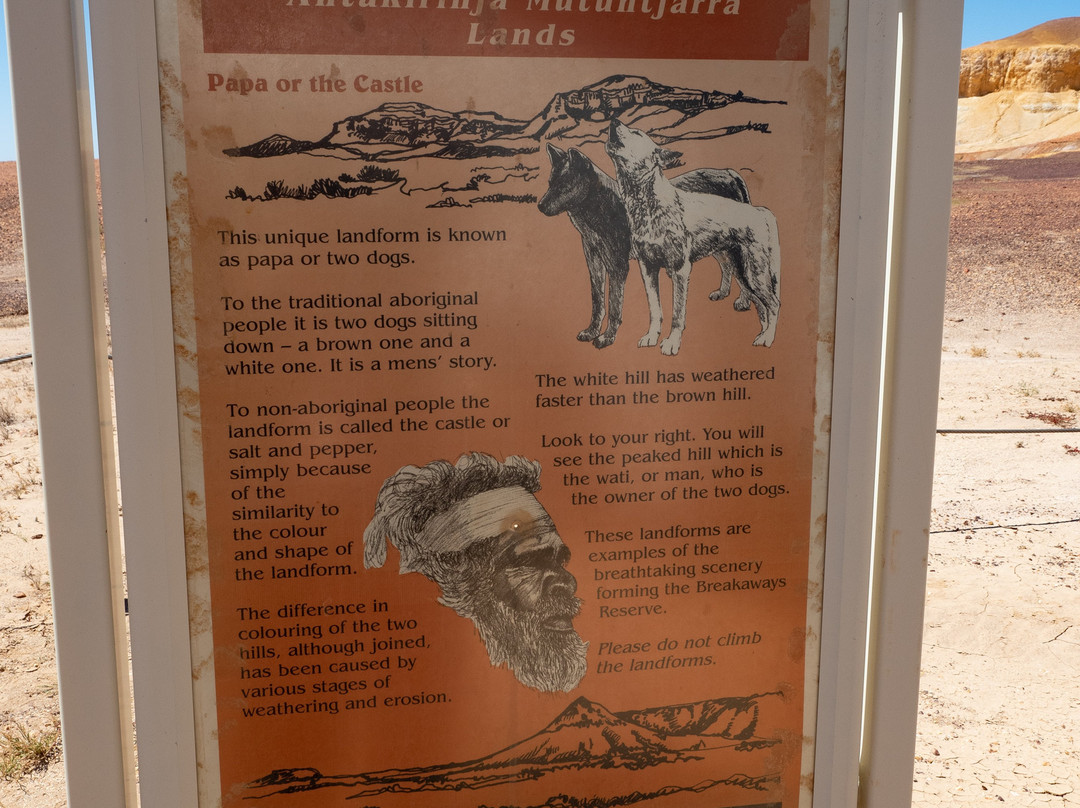 Antakirinja Mutuntjarra
Lands
Papa or the Castle
This unique landform is known
as papa or two dogs.
To the traditional aboriginal
people it is two dogs sitting
down – a brown one and a
white one. It is a mens' story.
To non-aboriginal people the
landform is called the castle or
salt and pepper,
simply because
of the
similarity to
the colour
and shape of
the landform.
The difference in
colouring of the two
hills, although joined,
has been caused by
various stages of
weathering and erosion.
The white hill has weathered
faster than the brown hill.
Look to your right. You will
see the peaked hill which is
the wati, or man, who is
the owner of the two dogs.
These landforms are
examples of the
breathtaking scenery
forming the Breakaways
Reserve.
Please do not climb
the landforms.